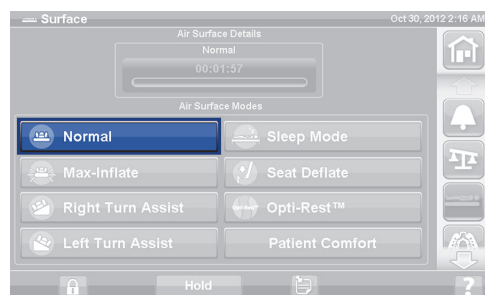 Surface
Oct 30, 2012 2:16 AM
Air Surface Details
Normal
00:01:57
Air Surface Modes
Normal
Sleep Mode
Max-Inflate
Seat Deflate
Right Turn Assist
Opti-Rest™
Left Turn Assist
Patient Comfort
Hold
?